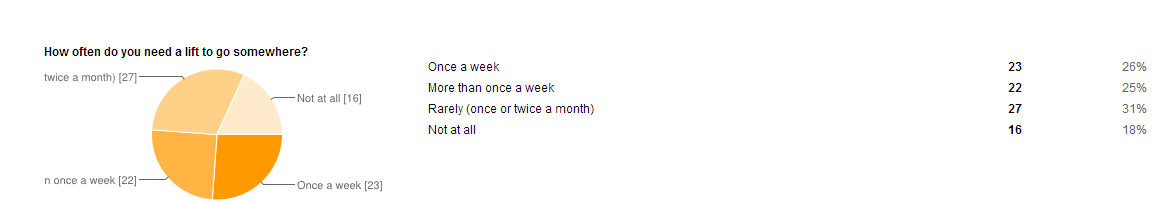 How often do you need a lift to go somewhere?
twice a month) [27]
Not at all [16]
n once a week [22]
Once a week [23]
Once a week 23 26%
More than once a week 22 25%
Rarely (once or twice a month) 27 31%
Not at all 16 18%